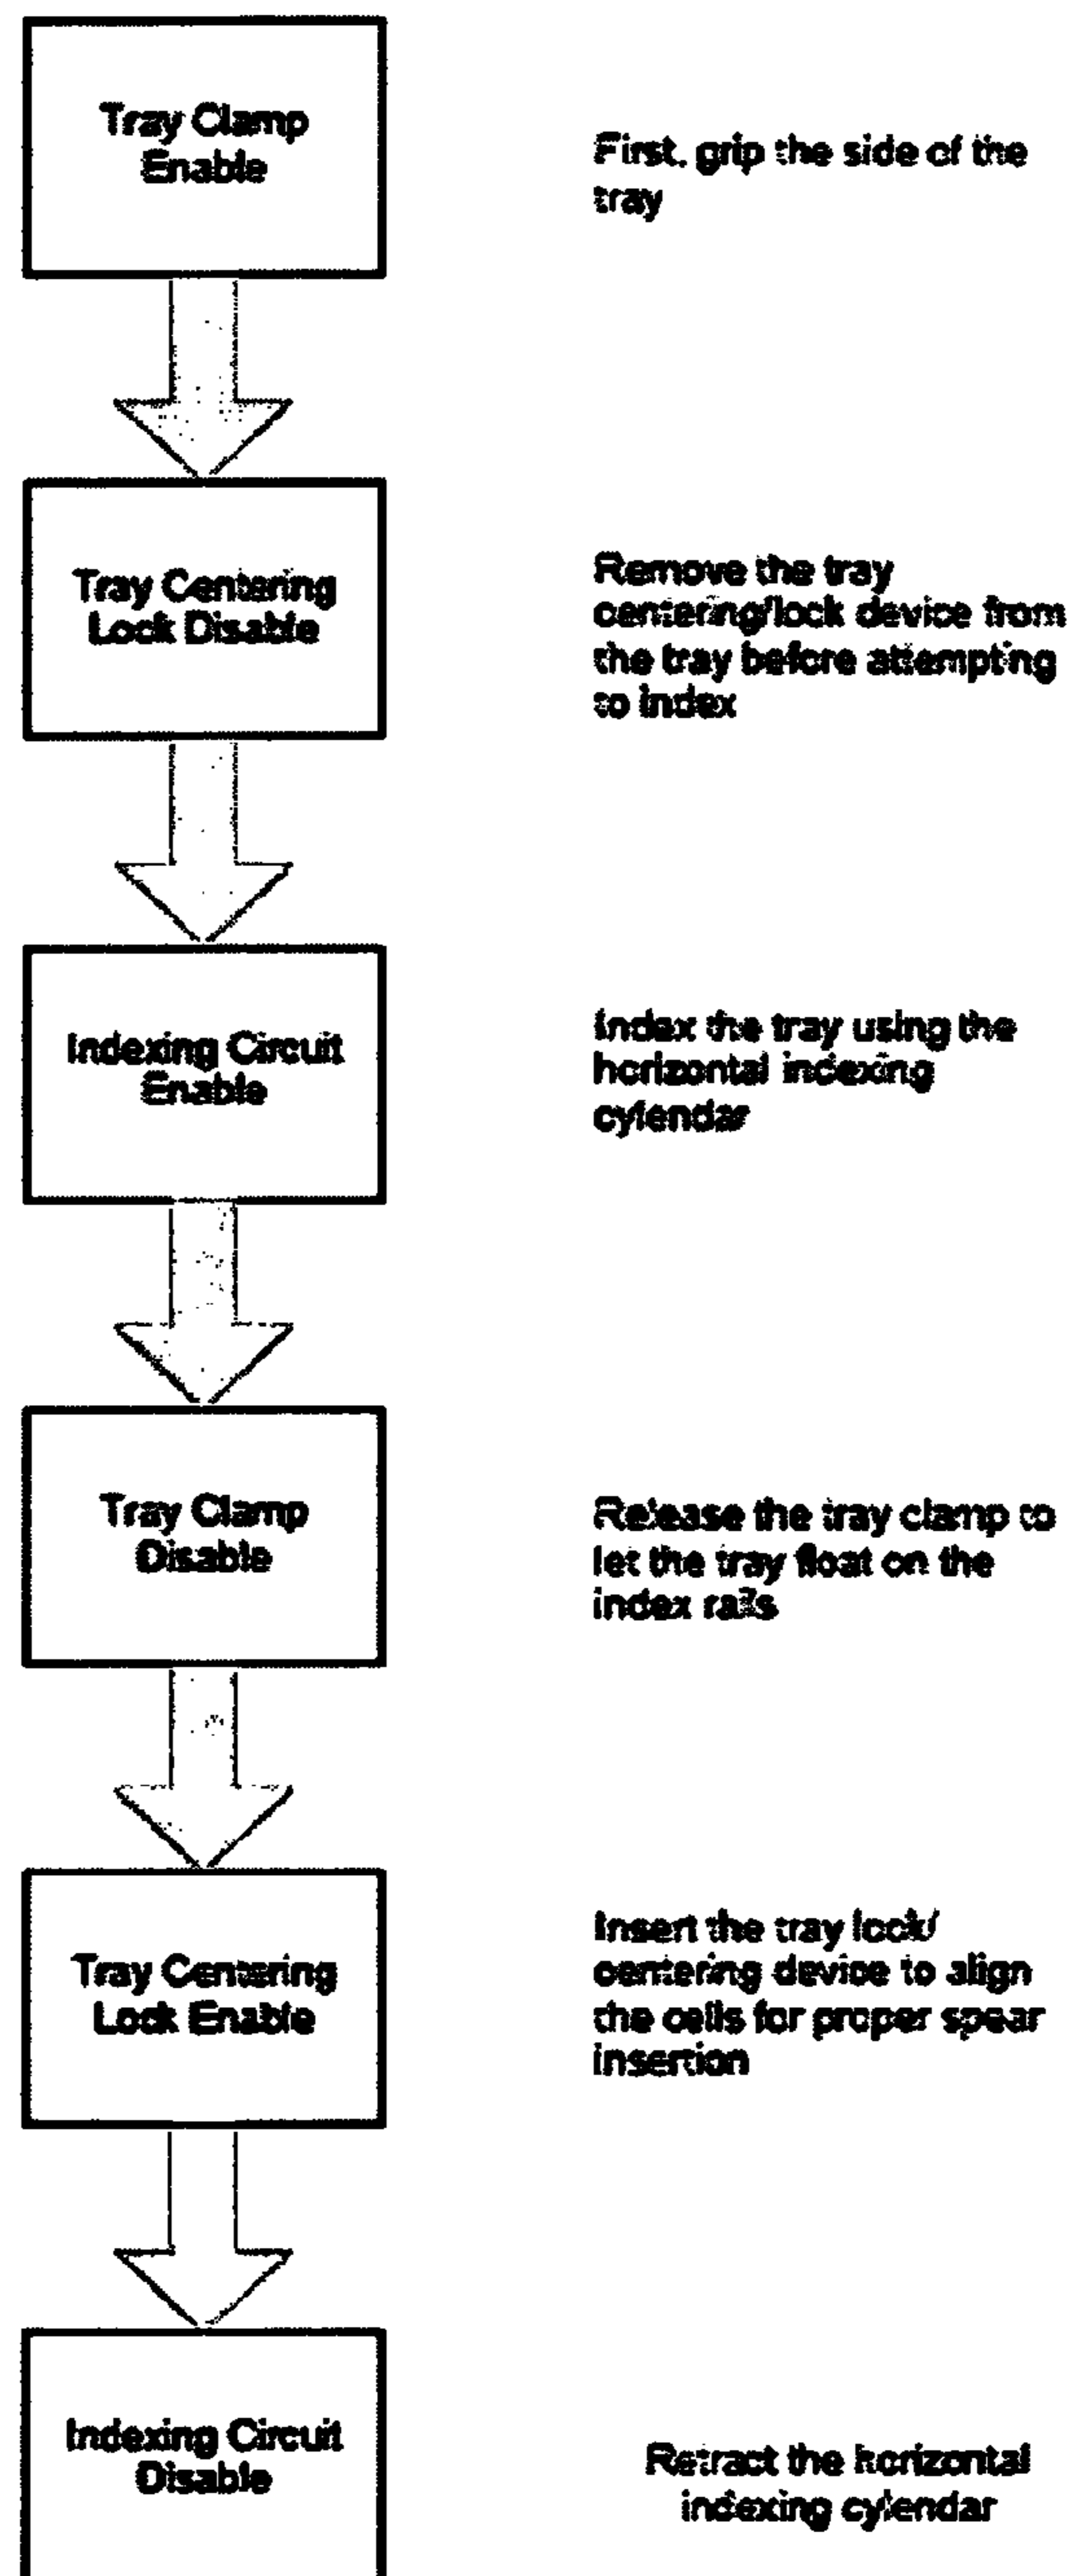 Tray Clamp
Enable
First, grip the side of the
tray
Tray Centering
Lock Disable
Remove the tray
centering/lock device from
the tray before attempting
to index
Indexing Circuit
Enable
Index the tray using the
horizontal indexing
cylendar
Tray Clamp
Disable
Release the tray clamp to
let the tray float on the
index rails
Tray Centering
Lock Enable
Insert the tray lock/
centering device to align
the cells for proper spear
insertion
Indexing Circuit
Disable
Retract the horizontal
indexing cylendar